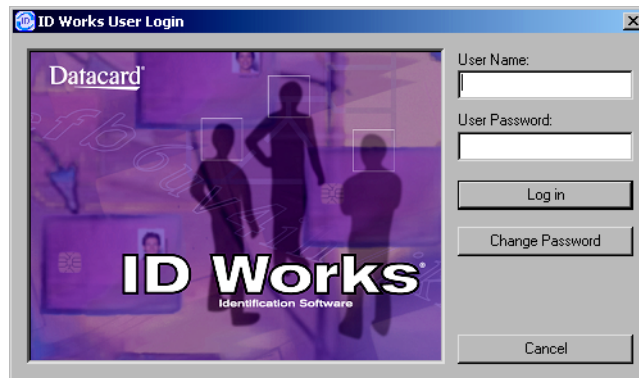 ID Works User Login
Datacard®
ID Works®
Identification Software
User Name:
User Password:
Log in
Change Password
Cancel